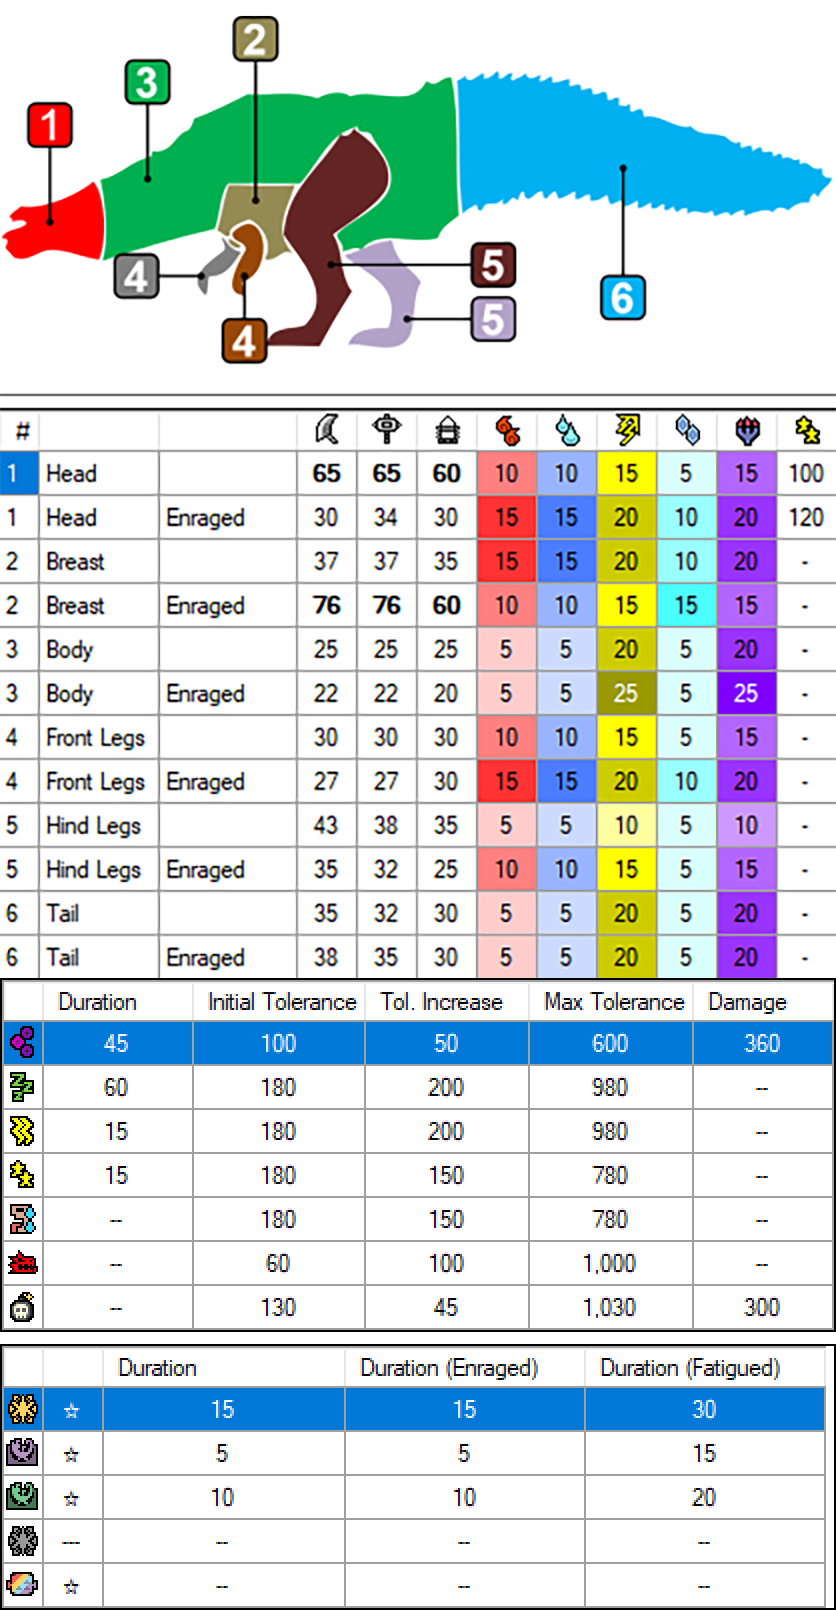 2
3
1
4
5
6
5
4
#
1 Head 65 65 60 10 10 15 5 15 100
1 Head Enraged 30 34 30 15 15 20 10 20 120
2 Breast 37 37 35 15 15 20 10 20 -
2 Breast Enraged 76 76 60 10 10 15 15 15 -
3 Body 25 25 25 5 5 20 5 20 -
3 Body Enraged 22 22 20 5 5 25 5 25 -
4 Front Legs 30 30 30 10 10 15 5 15 -
4 Front Legs Enraged 27 27 30 15 15 20 10 20 -
5 Hind Legs 43 38 35 5 5 10 5 10 -
5 Hind Legs Enraged 35 32 25 10 10 15 5 15 -
6 Tail 35 32 30 5 5 20 5 20 -
6 Tail Enraged 38 35 30 5 5 20 5 20 -
Duration Initial Tolerance Tol. Increase Max Tolerance Damage
45 100 50 600 360
60 180 200 980 --
15 180 200 980 --
15 180 150 780 --
-- 180 150 780 --
-- 60 100 1,000 --
-- 130 45 1,030 300
Duration Duration (Enraged) Duration (Fatigued)
☆ 15 15 30
☆ 5 5 15
☆ 10 10 20
--- -- -- --
☆ -- -- --